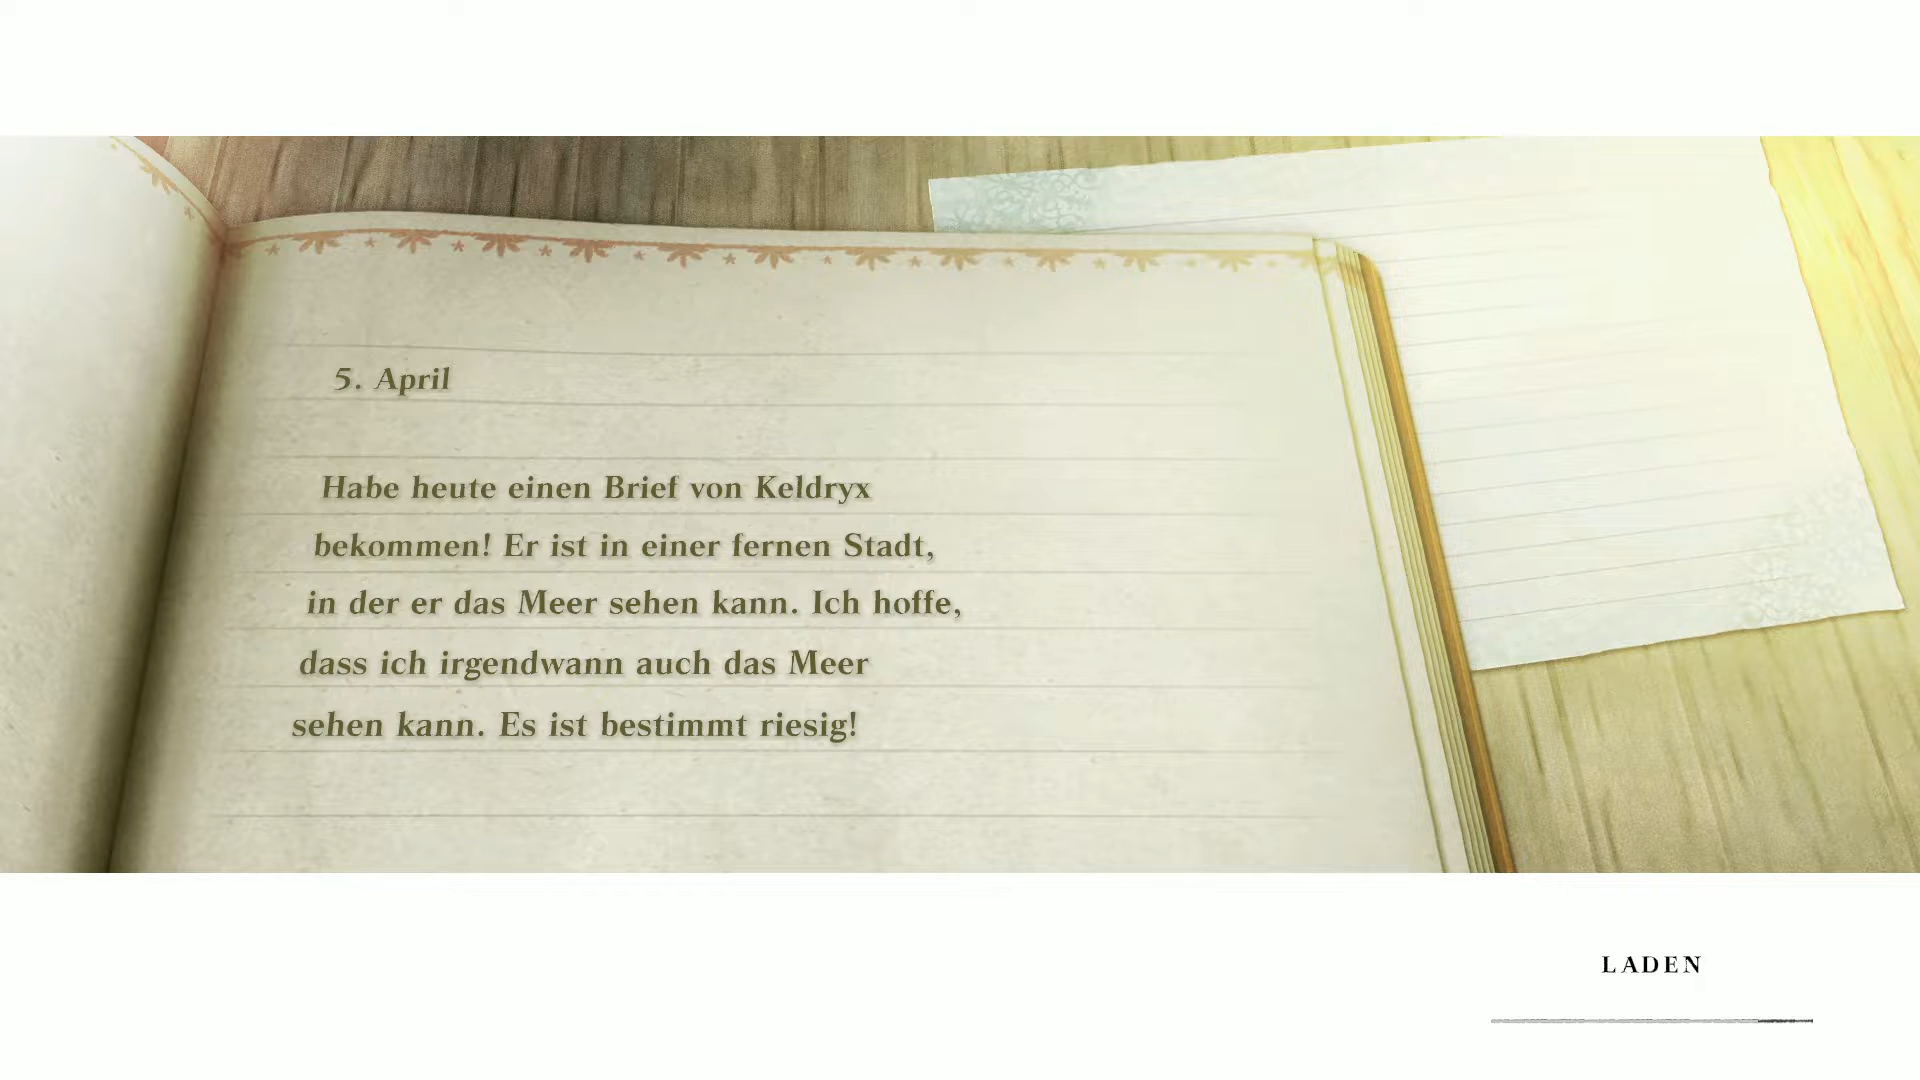 5. April
Habe heute einen Brief von Keldryx
bekommen! Er ist in einer fernen Stadt,
in der er das Meer sehen kann. Ich hoffe,
dass ich irgendwann auch das Meer
sehen kann. Es ist bestimmt riesig!
LADEN